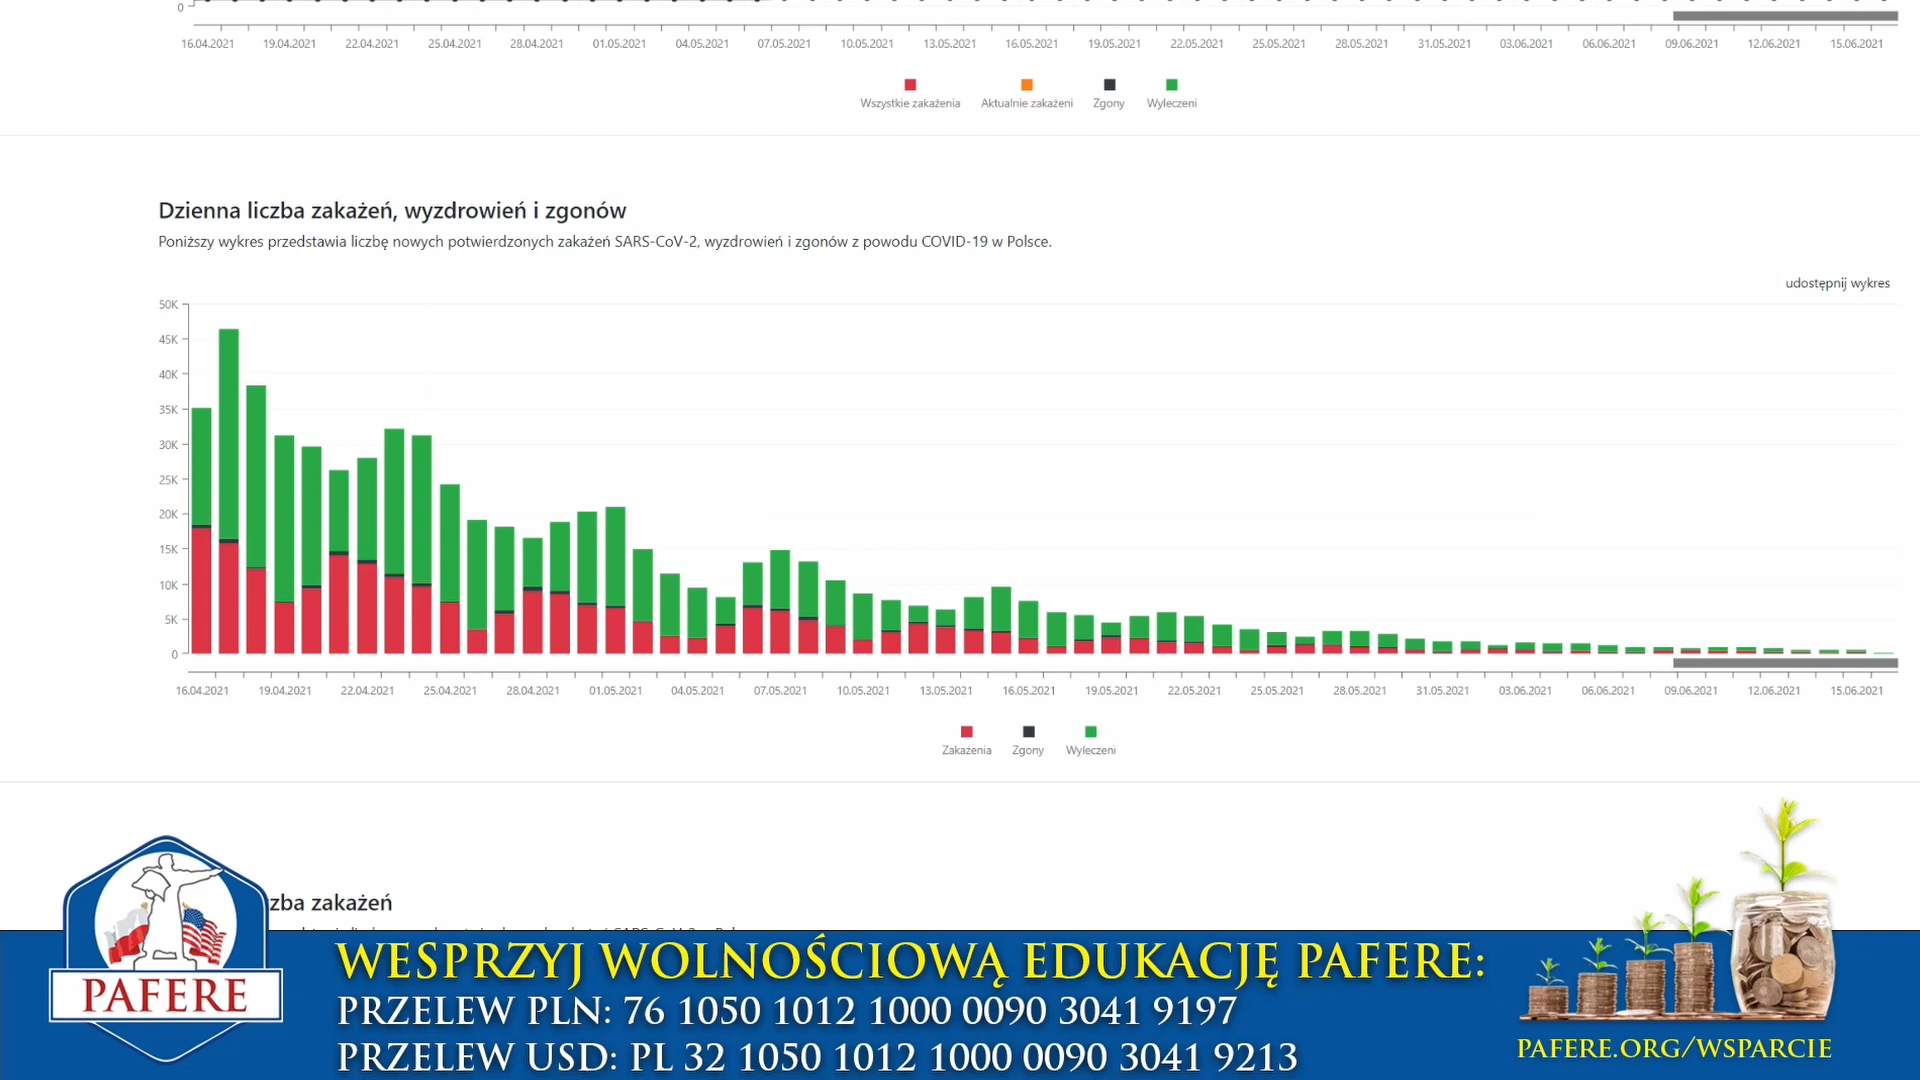 0
16.04.2021 19.04.2021 22.04.2021 25.04.2021 28.04.2021 01.05.2021 04.05.2021 07.05.2021 10.05.2021 13.05.2021 16.05.2021 19.05.2021 22.05.2021 25.05.2021 28.05.2021 31.05.2021 03.06.2021 06.06.2021 09.06.2021 12.06.2021 15.06.2021
Wszystkie zakażenia Aktualnie zakażeni Zgony Wyleczeni
Dzienna liczba zakażeń, wyzdrowień i zgonów
Poniższy wykres przedstawia liczbę nowych potwierdzonych zakażeń SARS-CoV-2, wyzdrowień i zgonów z powodu COVID-19 w Polsce.
udostępnij wykres
50K
45K
40K
35K
30K
25K
20K
15K
10K
5K
0
16.04.2021 19.04.2021 22.04.2021 25.04.2021 28.04.2021 01.05.2021 04.05.2021 07.05.2021 10.05.2021 13.05.2021 16.05.2021 19.05.2021 22.05.2021 25.05.2021 28.05.2021 31.05.2021 03.06.2021 06.06.2021 09.06.2021 12.06.2021 15.06.2021
Zakażenia Zgony Wyleczeni
zba zakażeń
PAFERE
WESPRZYJ WOLNOŚCIOWĄ EDUKACJĘ PAFERE:
PRZELEW PLN: 76 1050 1012 1000 0090 3041 9197
PRZELEW USD: PL 32 1050 1012 1000 0090 3041 9213
PAFERE.ORG/WSPARCIE